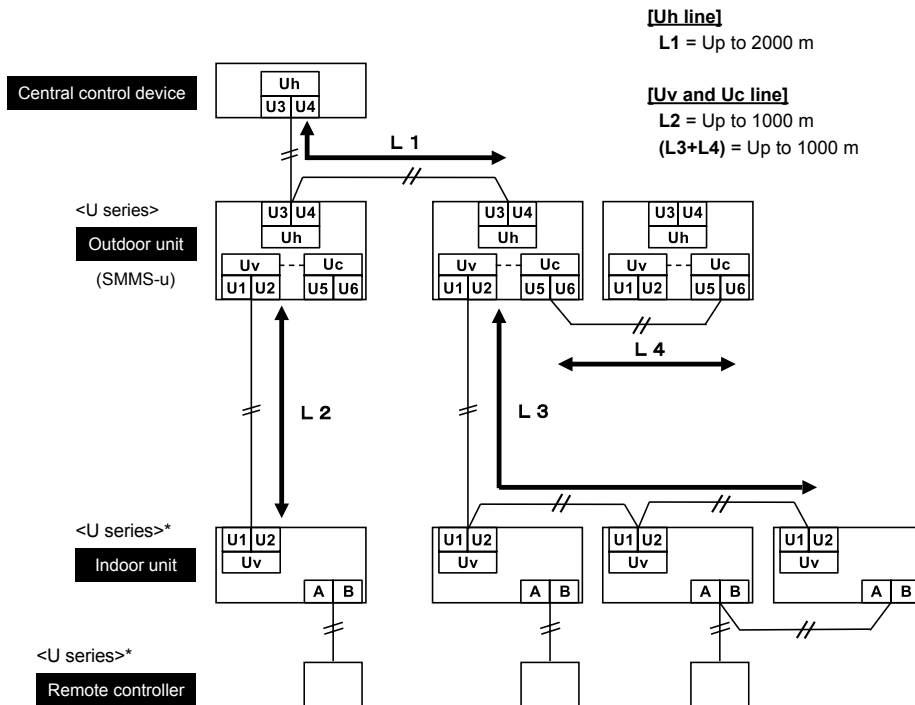 [Uh line]
L1 = Up to 2000 m
[Uv and Uc line]
L2 = Up to 1000 m
(L3+L4) = Up to 1000 m
Central control device
Uh
U3 U4
L 1
<U series>
Outdoor unit
(SMMS-u)
U3 U4
Uh
Uv Uc
U1 U2 U5 U6
U3 U4
Uh
Uv Uc
U1 U2 U5 U6
U3 U4
Uh
Uv Uc
U1 U2 U5 U6
L 4
L 2
L 3
<U series>*
Indoor unit
U1 U2
Uv
A B
U1 U2
Uv
A B
U1 U2
Uv
A B
U1 U2
Uv
A B
<U series>*
Remote controller